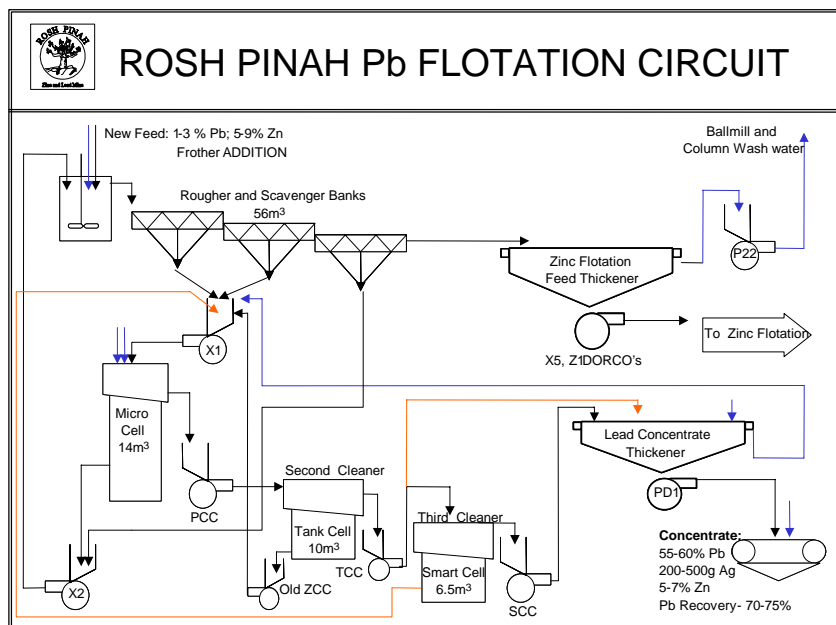 ROSH PINAH
Zinc and Lead Mine
ROSH PINAH Pb FLOTATION CIRCUIT
New Feed: 1-3 % Pb; 5-9% Zn
Frother ADDITION
Ballmill and
Column Wash water
Rougher and Scavenger Banks
56m³
P22
Zinc Flotation
Feed Thickener
X1
To Zinc Flotation
X5, Z1DORCO's
Micro
Cell
14m³
Lead Concentrate
Thickener
Second Cleaner
PCC
PD1
Third Cleaner
Tank Cell
10m³
Concentrate:
55-60% Pb
200-500g Ag
5-7% Zn
Pb Recovery- 70-75%
TCC
Smart Cell
6.5m³
X2
Old ZCC
SCC